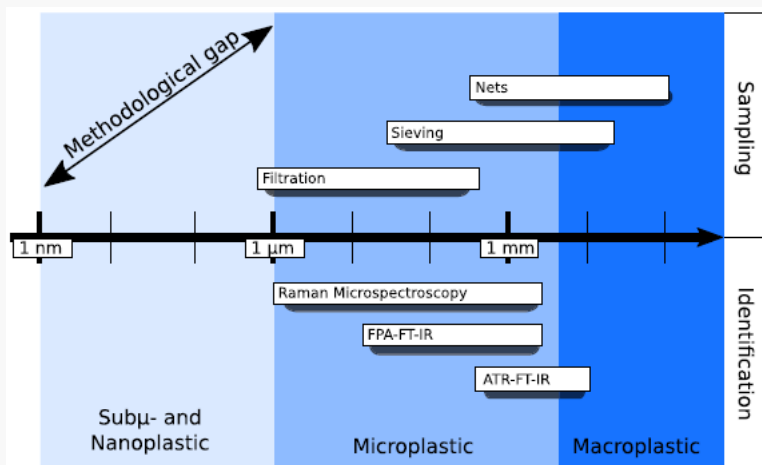 Methodological gap
Nets
Sieving
Filtration
Sampling
1 nm
1 µm
1 mm
Raman Microspectroscopy
FPA-FT-IR
ATR-FT-IR
Identification
Subµ- and
Nanoplastic
Microplastic
Macroplastic